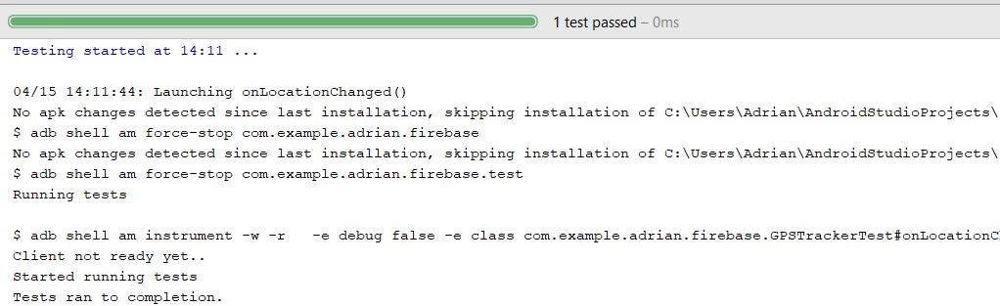 1 test passed – 0ms
Testing started at 14:11 ...
04/15 14:11:44: Launching onLocationChanged()
No apk changes detected since last installation, skipping installation of C:\Users\Adrian\AndroidStudioProjects\
$ adb shell am force-stop com.example.adrian.firebase
No apk changes detected since last installation, skipping installation of C:\Users\Adrian\AndroidStudioProjects\
$ adb shell am force-stop com.example.adrian.firebase.test
Running tests
$ adb shell am instrument -w -r   -e debug false -e class com.example.adrian.firebase.GPSTrackerTest#onLocationC
Client not ready yet..
Started running tests
Tests ran to completion.